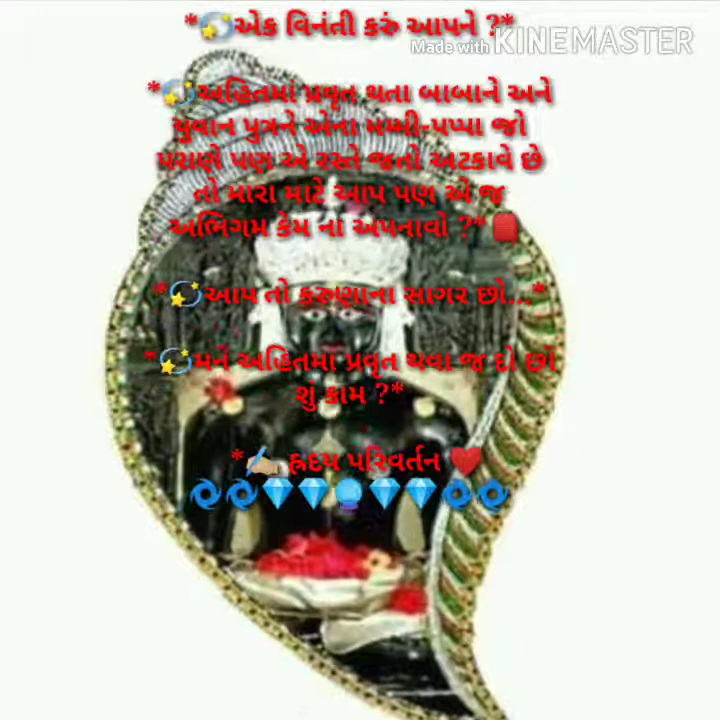 *💫એક વિનંતી કરું આપને ?*
Made with KINEMASTER
*💫અહિતમાં પ્રવૃત થતા બાબાને અને
યુવાન પુત્રને એના મમ્મી-પપ્પા જો
પરાણે પણ એ રસ્તે જતો અટકાવે છે
તો મારા માટે આપ પણ એ જ
અભિગમ કેમ ના અપનાવો ?*
*💫આપ તો કરુણાના સાગર છો...*
*💫મને અહિતમા પ્રવૃત થવા જ દો છો
શું કામ ?*
*✍🏼 હ્રદય પરિવર્તન ❤️